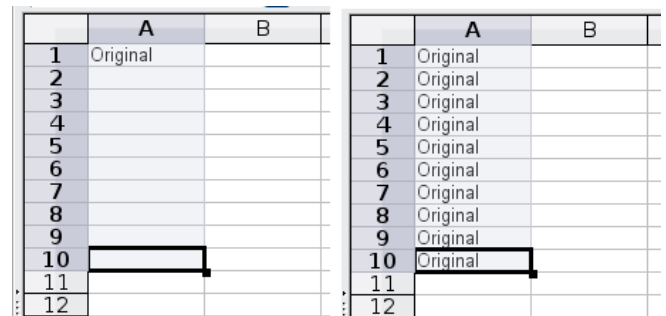 A B
1 Original
2
3
4
5
6
7
8
9
10
11
12
A B
1 Original
2 Original
3 Original
4 Original
5 Original
6 Original
7 Original
8 Original
9 Original
10 Original
11
12